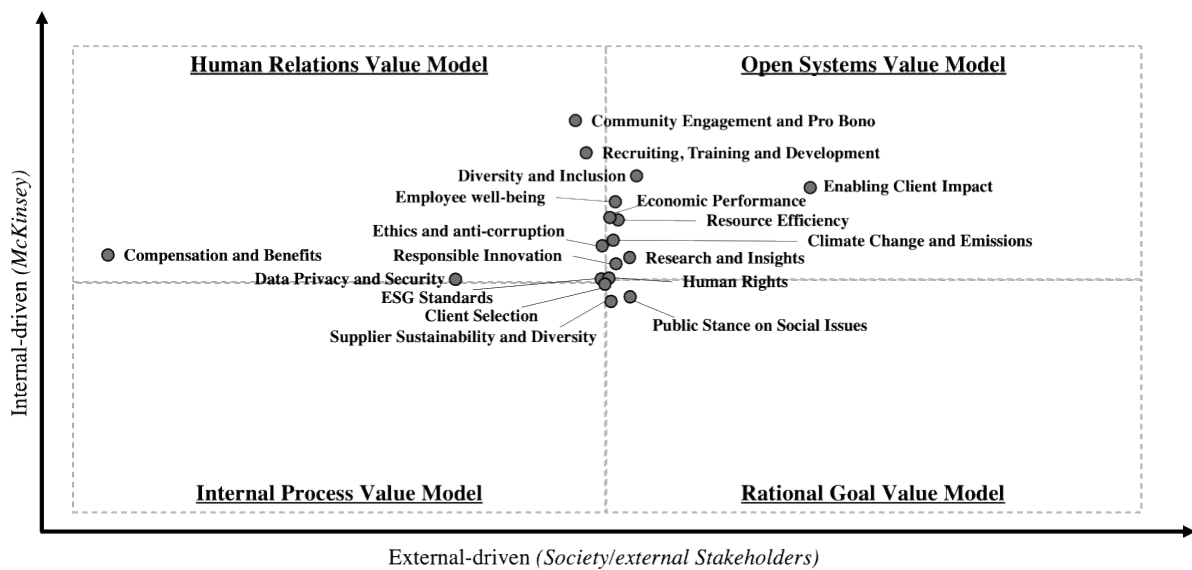 Human Relations Value Model
Open Systems Value Model
Community Engagement and Pro Bono
Recruiting, Training and Development
Diversity and Inclusion
Enabling Client Impact
Employee well-being
Economic Performance
Resource Efficiency
Ethics and anti-corruption
Climate Change and Emissions
Compensation and Benefits
Responsible Innovation
Research and Insights
Data Privacy and Security
Human Rights
ESG Standards
Client Selection
Public Stance on Social Issues
Supplier Sustainability and Diversity
Internal Process Value Model
Rational Goal Value Model
Internal-driven (McKinsey)
External-driven (Society/external Stakeholders)